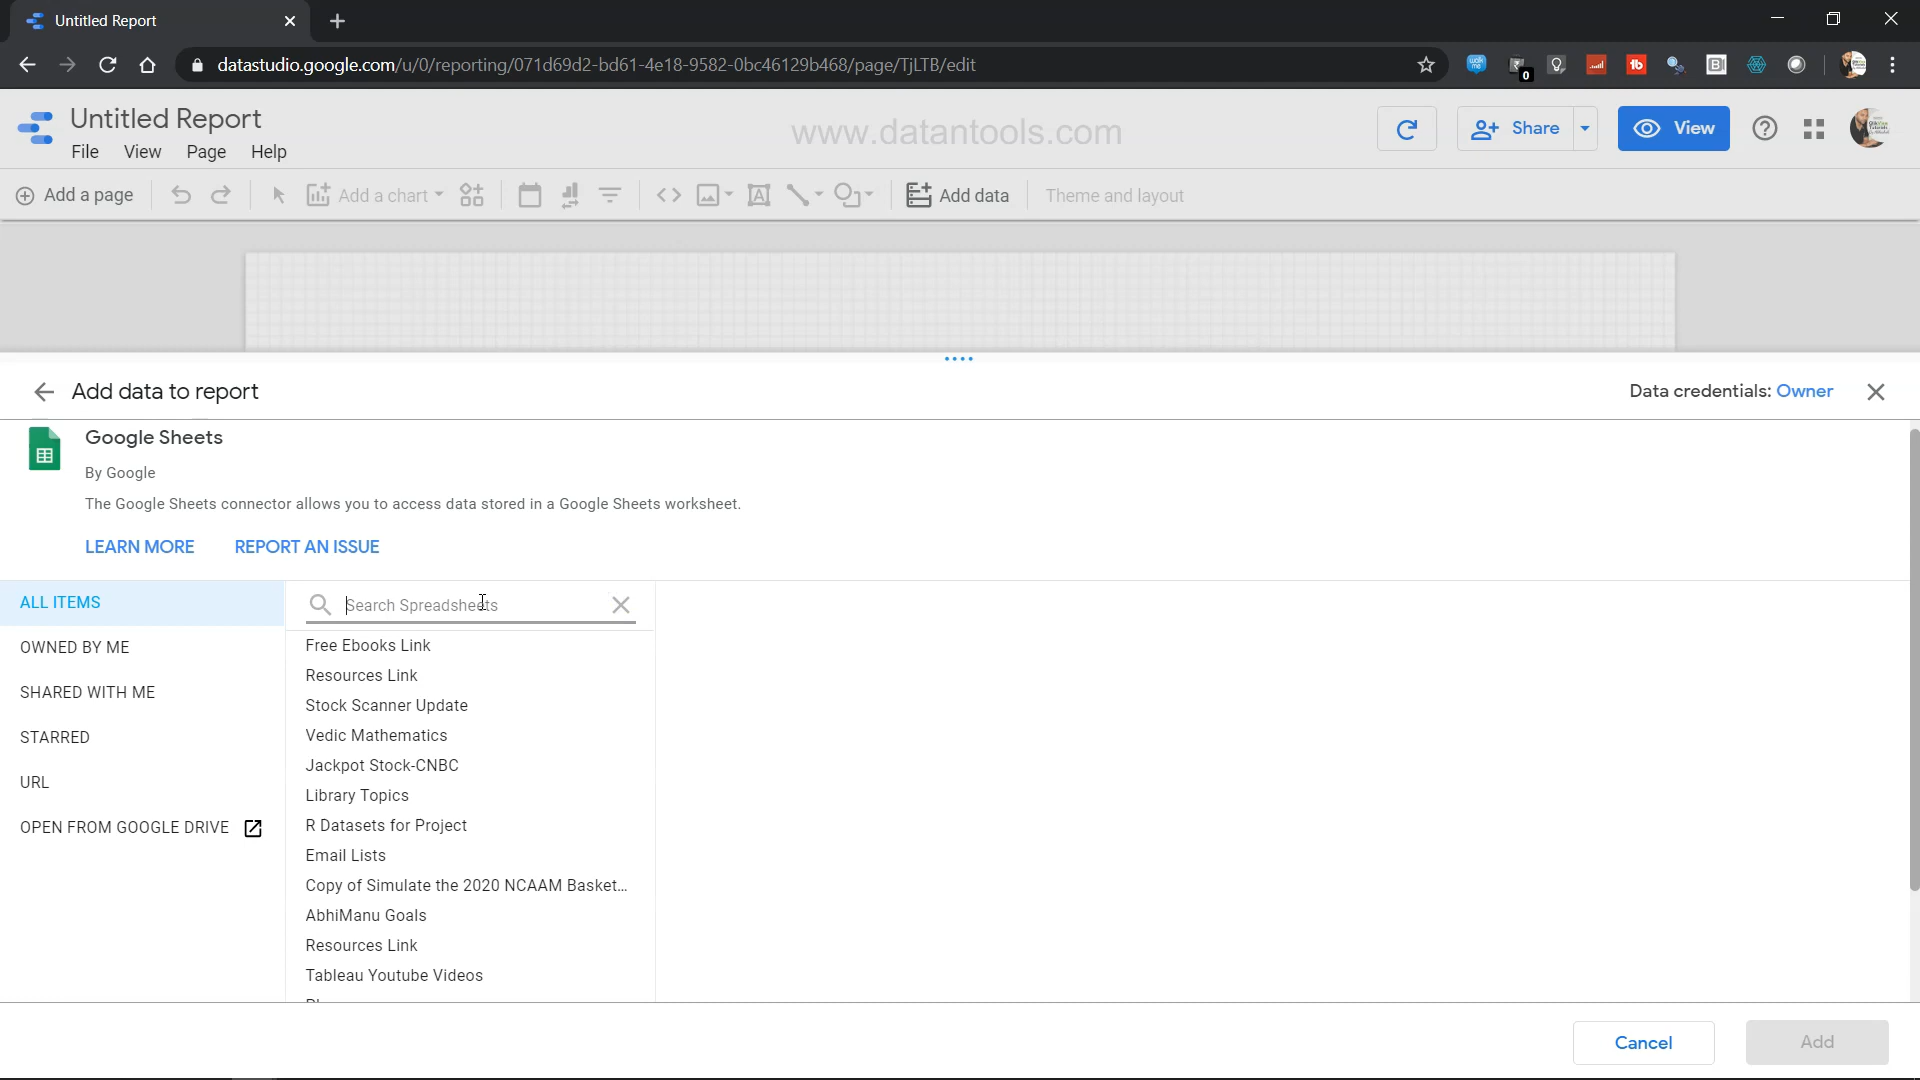 Untitled Report
datastudio.google.com/u/0/reporting/071d69d2-bd61-4e18-9582-0bc46129b468/page/TjLTB/edit
0
Untitled Report
www.datantools.com
Share
View
File View Page Help
Add a page
Add a chart
Add data
Theme and layout
Add data to report
Data credentials: Owner
Google Sheets
By Google
The Google Sheets connector allows you to access data stored in a Google Sheets worksheet.
LEARN MORE
REPORT AN ISSUE
ALL ITEMS
OWNED BY ME
SHARED WITH ME
STARRED
URL
OPEN FROM GOOGLE DRIVE
Search Spreadsheets
Free Ebooks Link
Resources Link
Stock Scanner Update
Vedic Mathematics
Jackpot Stock-CNBC
Library Topics
R Datasets for Project
Email Lists
Copy of Simulate the 2020 NCAAM Basket...
AbhiManu Goals
Resources Link
Tableau Youtube Videos
Cancel
Add